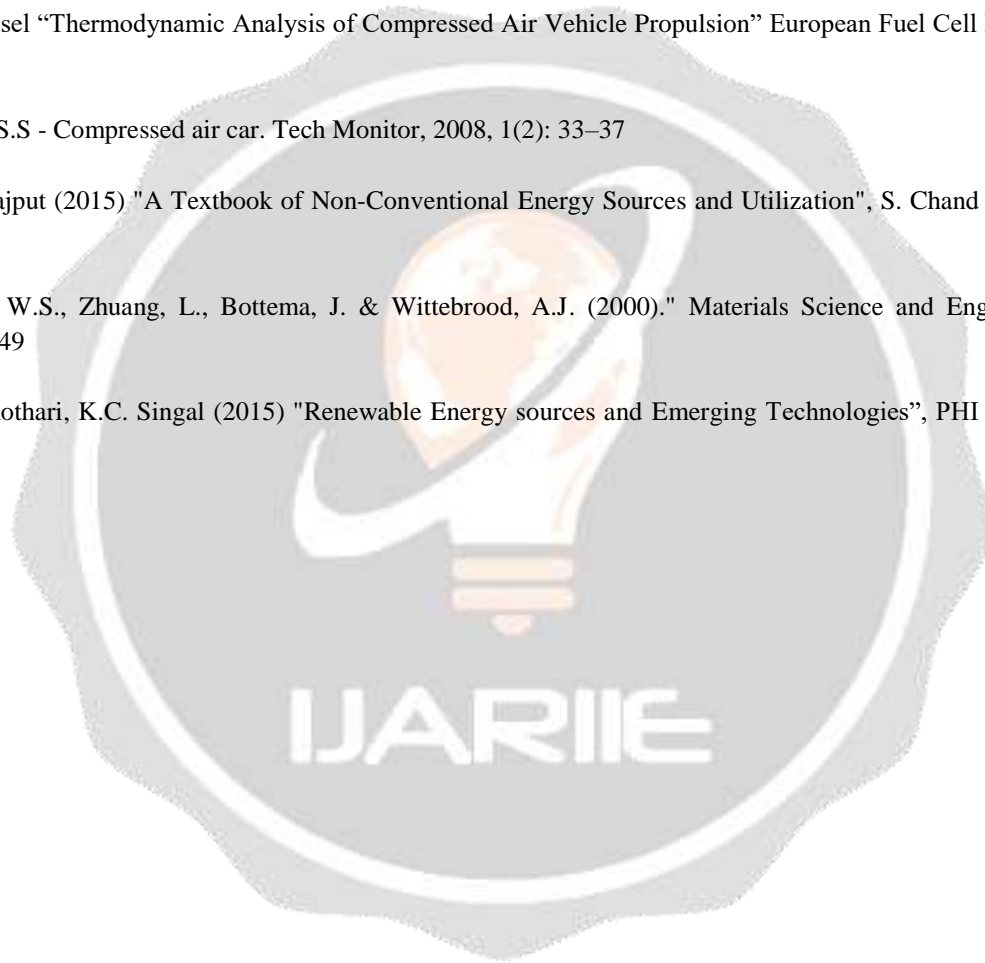 sel “Thermodynamic Analysis of Compressed Air Vehicle Propulsion” European Fuel Cell
S.S - Compressed air car. Tech Monitor, 2008, 1(2): 33–37
ajput (2015) "A Textbook of Non-Conventional Energy Sources and Utilization", S. Chand
W.S., Zhuang, L., Bottema, J. & Wittebrood, A.J. (2000)." Materials Science and Eng
49
othari, K.C. Singal (2015) "Renewable Energy sources and Emerging Technologies”, PHI
IJARIIE